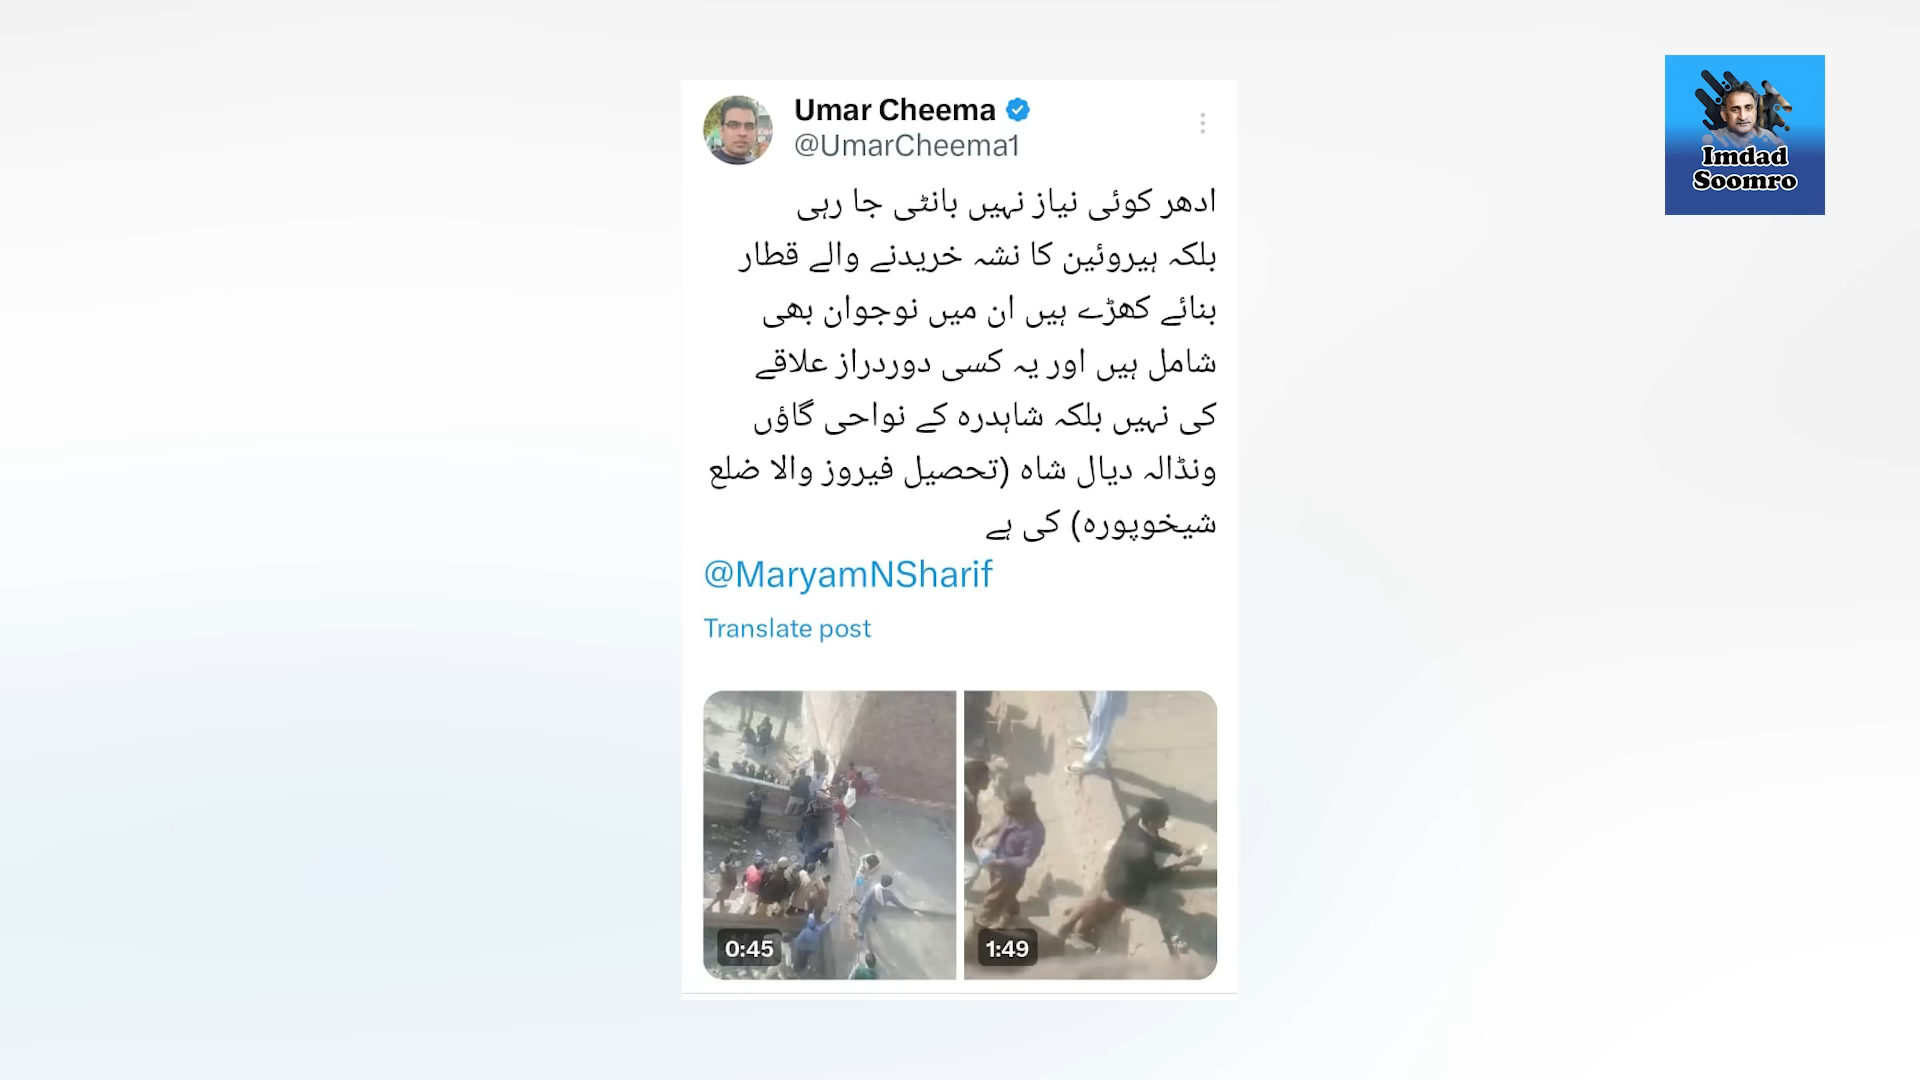 Umar Cheema
@UmarCheema1
Imdad
Soomro
ادھر کوئی نیاز نہیں بانٹی جا رہی
بلکہ ہیروئین کا نشہ خریدنے والے قطار
بنائے کھڑے ہیں ان میں نوجوان بھی
شامل ہیں اور یہ کسی دوردراز علاقے
کی نہیں بلکہ شاہدرہ کے نواحی گاؤں
ونڈالہ دیال شاہ (تحصیل فیروز والا ضلع
شیخوپورہ) کی ہے
@MaryamNSharif
Translate post
0:45
1:49